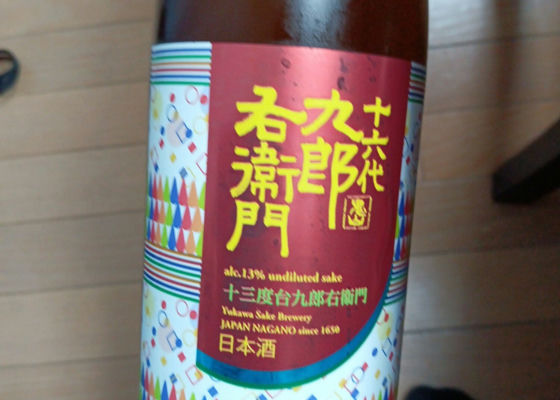 十六代
九郎
右衛門
alc.13% undiluted sake
十三度台九郎右衛門
Yukawa Sake Brewery
JAPAN NAGANO since 1650
日本酒